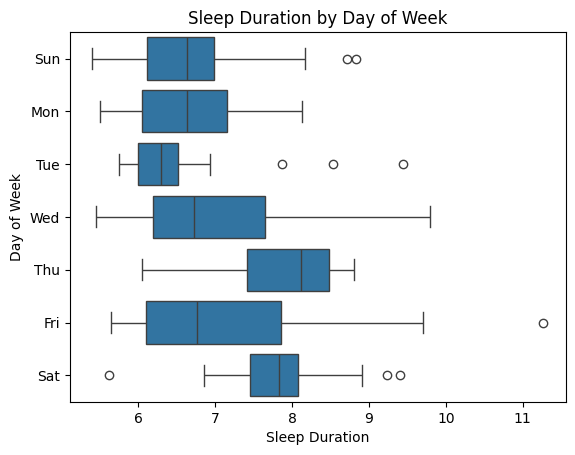 Sleep Duration by Day of Week
Sun
Mon
Tue
Wed
Thu
Fri
Sat
Day of Week
6 7 8 9 10 11
Sleep Duration